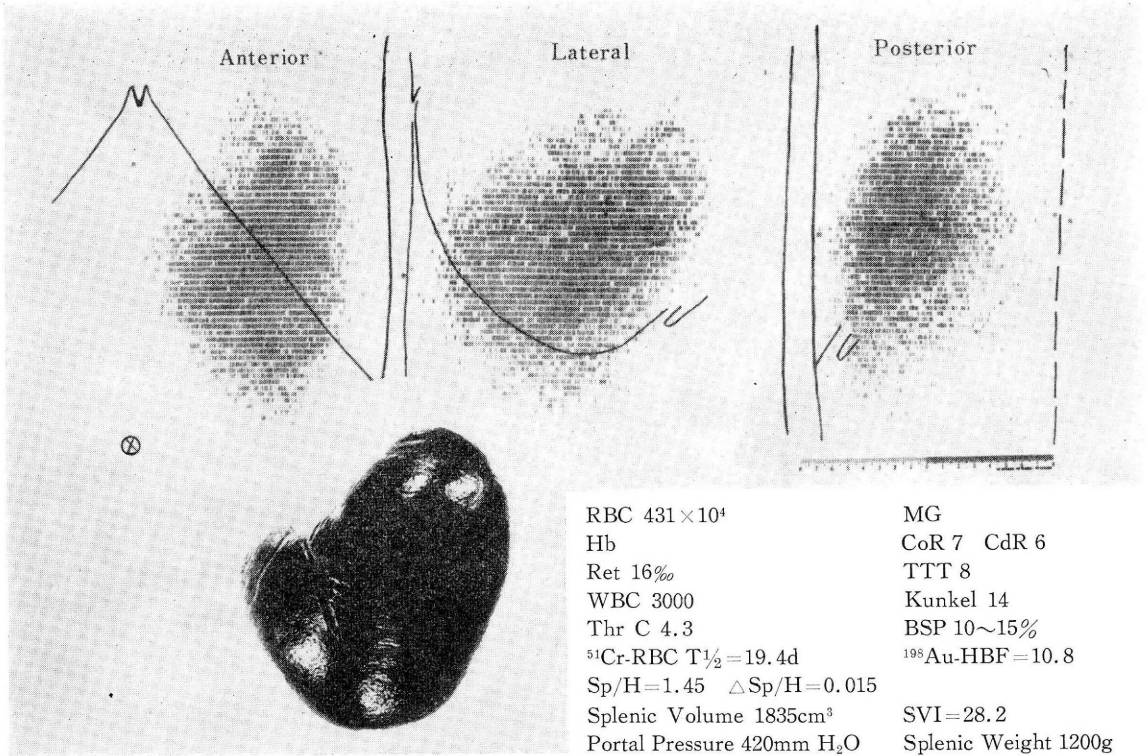 Anterior
Lateral
Posterior
RBC 431×10⁴
MG
Hb
CoR 7 CdR 6
Ret 16‰
TTT 8
WBC 3000
Kunkel 14
Thr C 4.3
BSP 10~15%
⁵¹Cr-RBC T½=19.4d
¹⁹⁸Au-HBF=10.8
Sp/H=1.45 △Sp/H=0.015
Splenic Volume 1835cm³
SVI=28.2
Portal Pressure 420mm H₂O
Splenic Weight 1200g